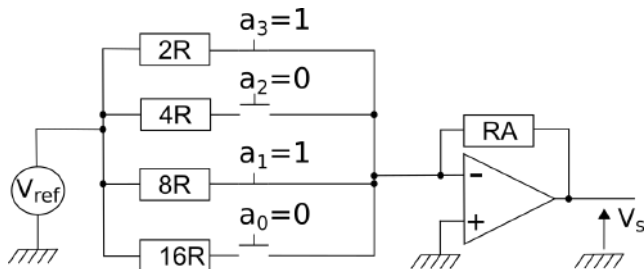 a3=1
2R
a2=0
4R
RA
a1=1
8R
Vref
a0=0
16R
-
+
Vs